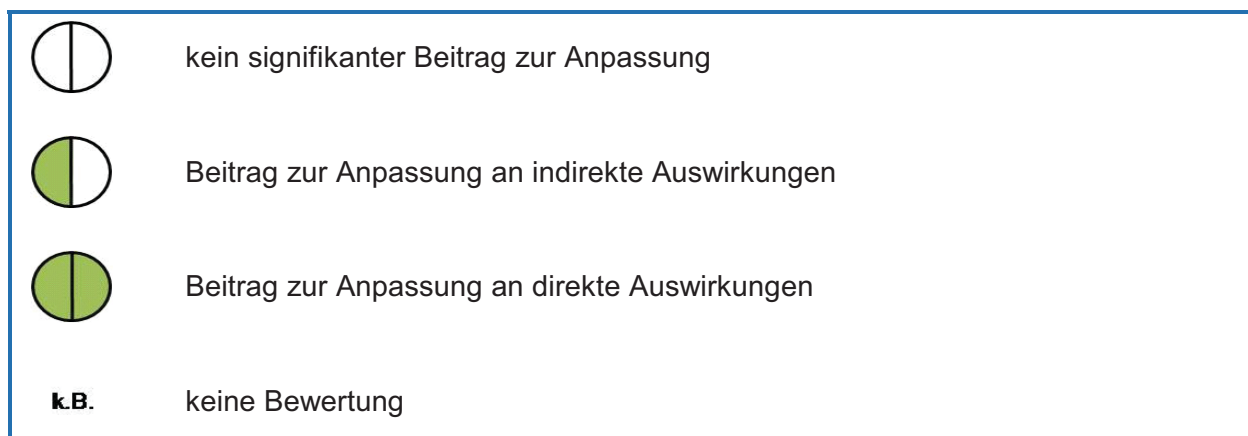 kein signifikanter Beitrag zur Anpassung
Beitrag zur Anpassung an indirekte Auswirkungen
Beitrag zur Anpassung an direkte Auswirkungen
k.B. keine Bewertung